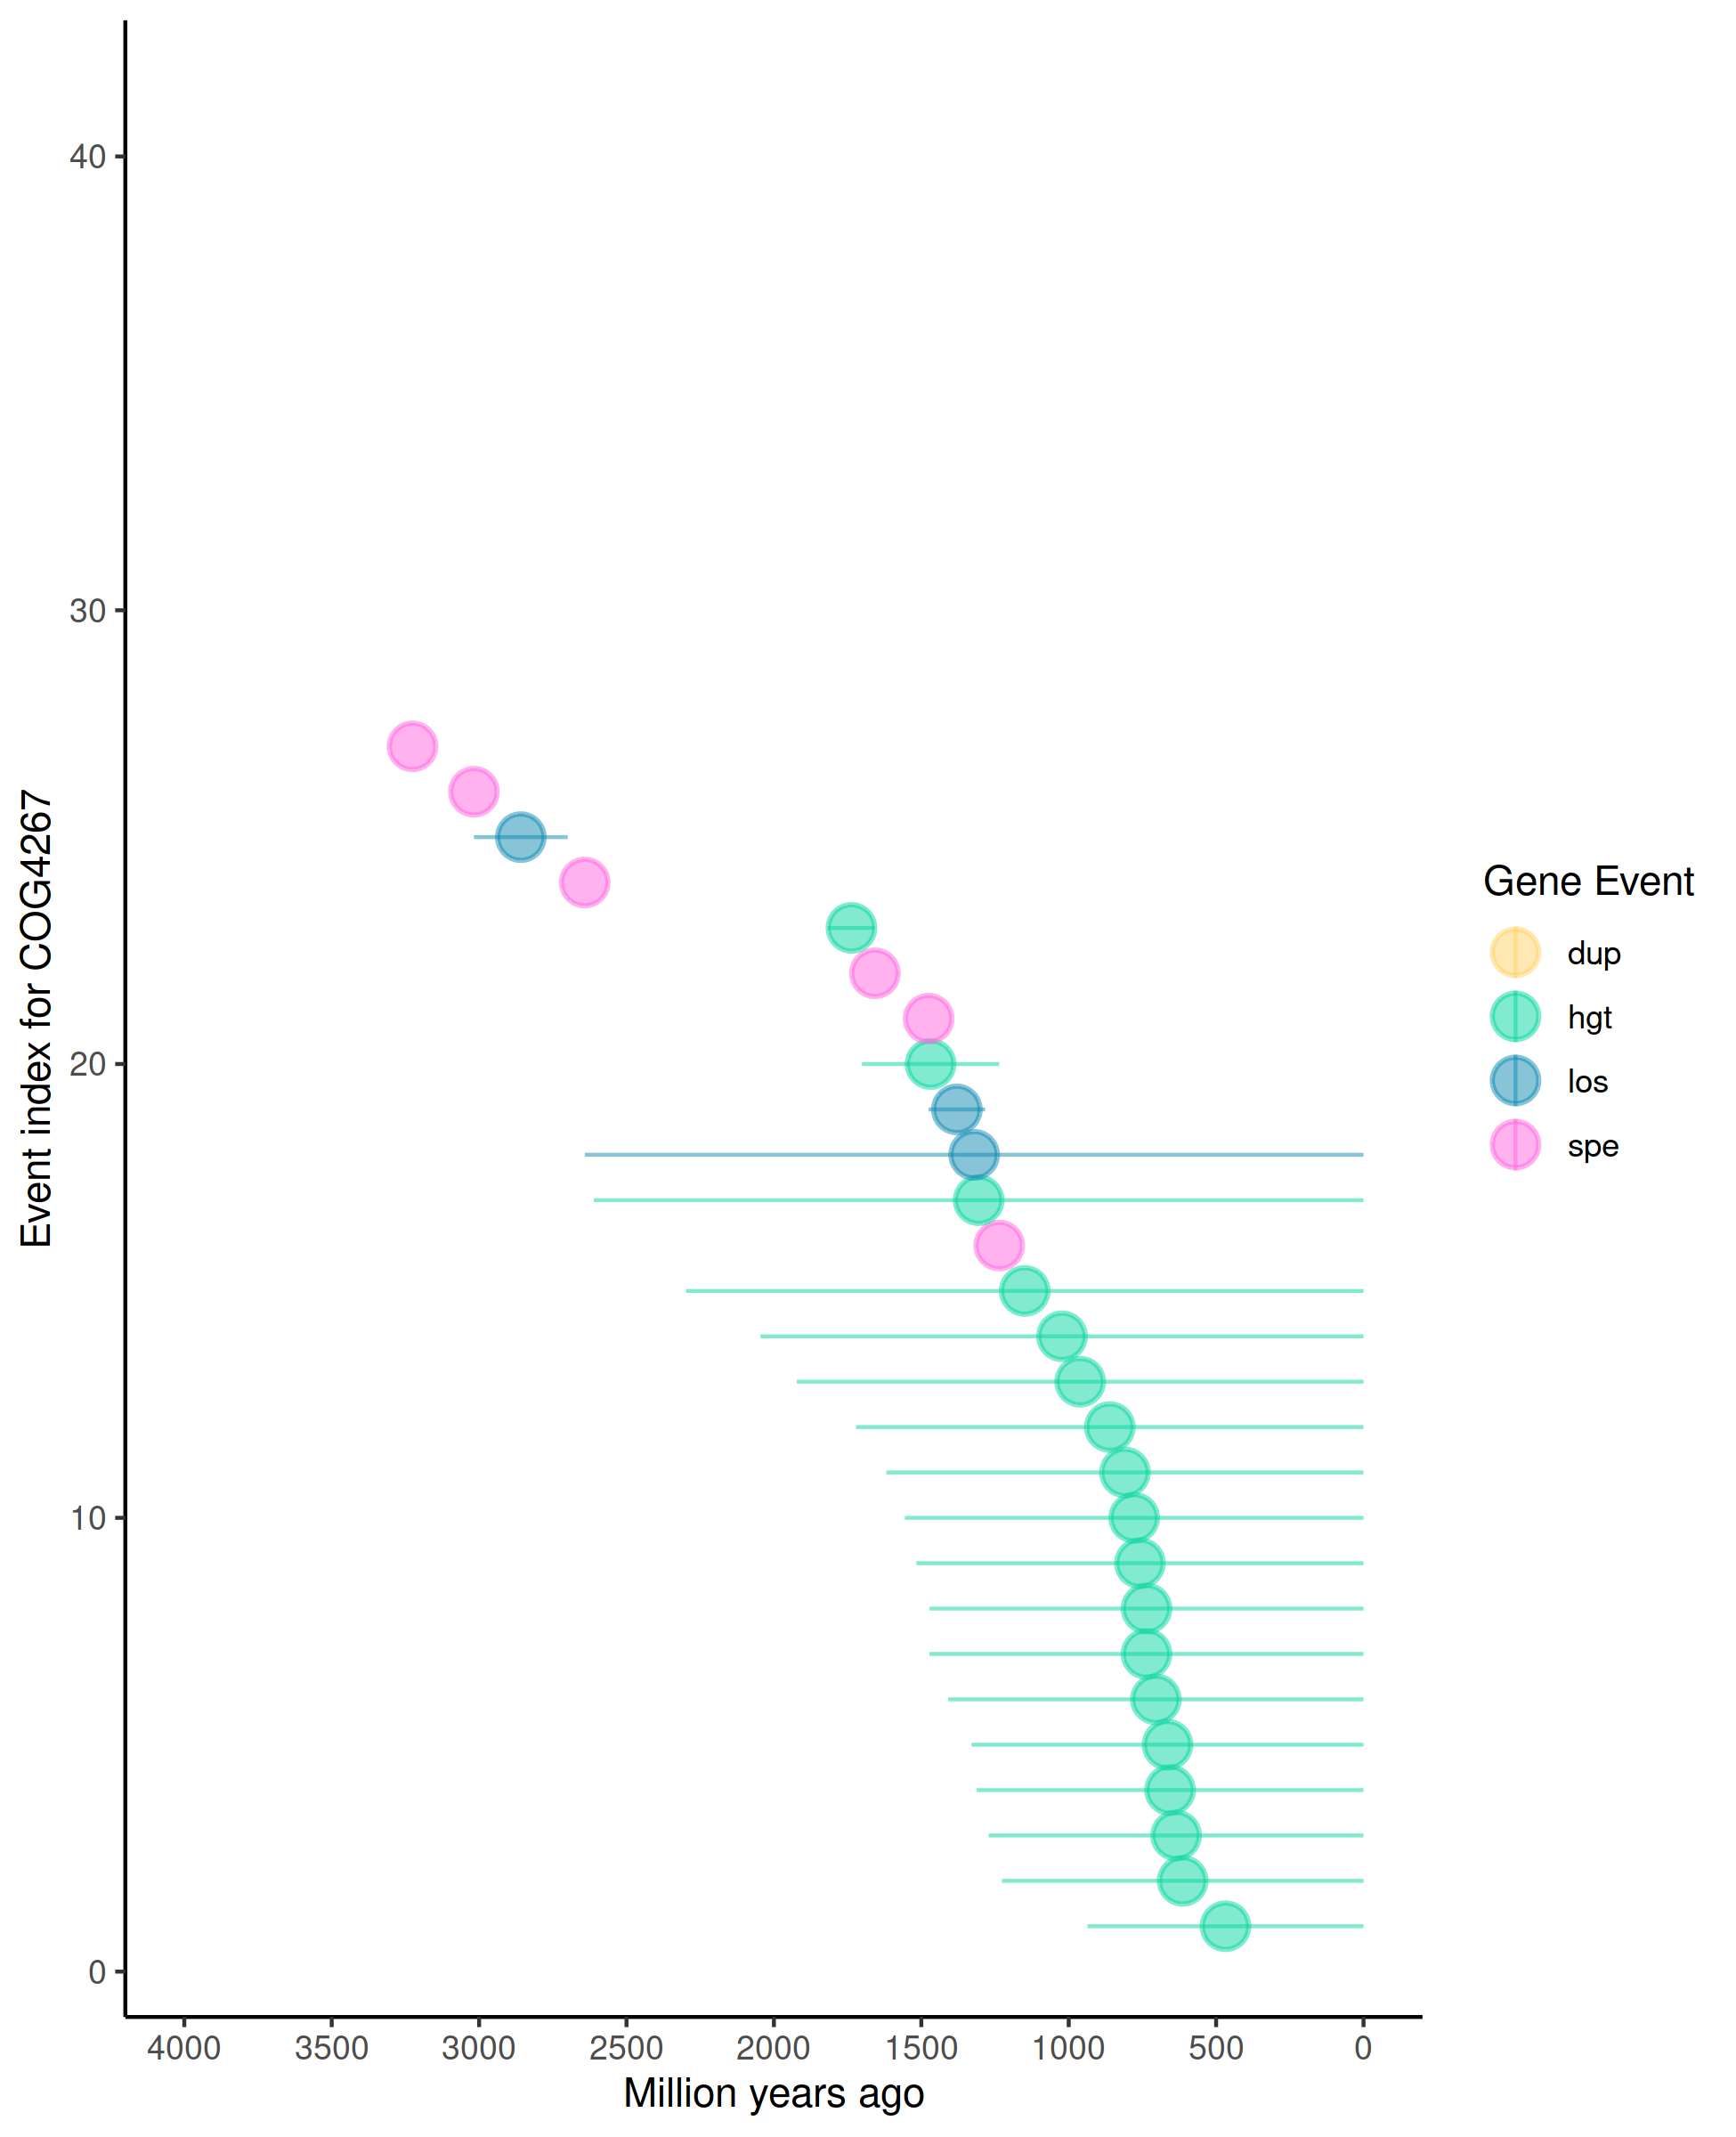 40
30
20
10
0
Event index for COG4267
4000 3500 3000 2500 2000 1500 1000 500 0
Million years ago
Gene Event
dup
hgt
los
spe